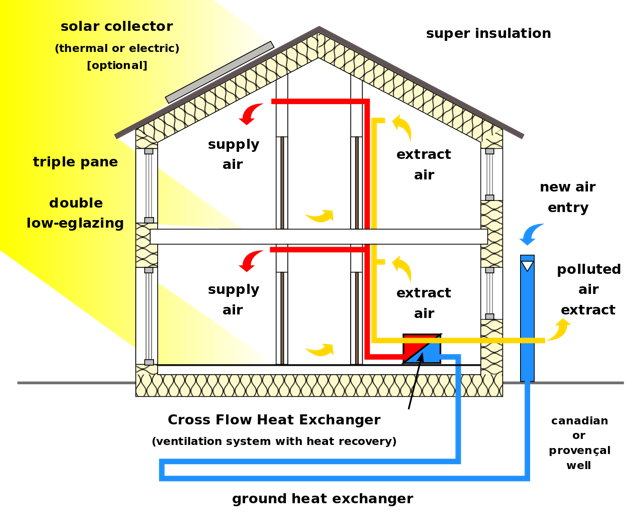 solar collector
(thermal or electric)
[optional]
super insulation
triple pane
double
low-eglazing
supply
air
extract
air
new air
entry
polluted
air
extract
supply
air
extract
air
Cross Flow Heat Exchanger
(ventilation system with heat recovery)
canadian
or
provençal
well
ground heat exchanger